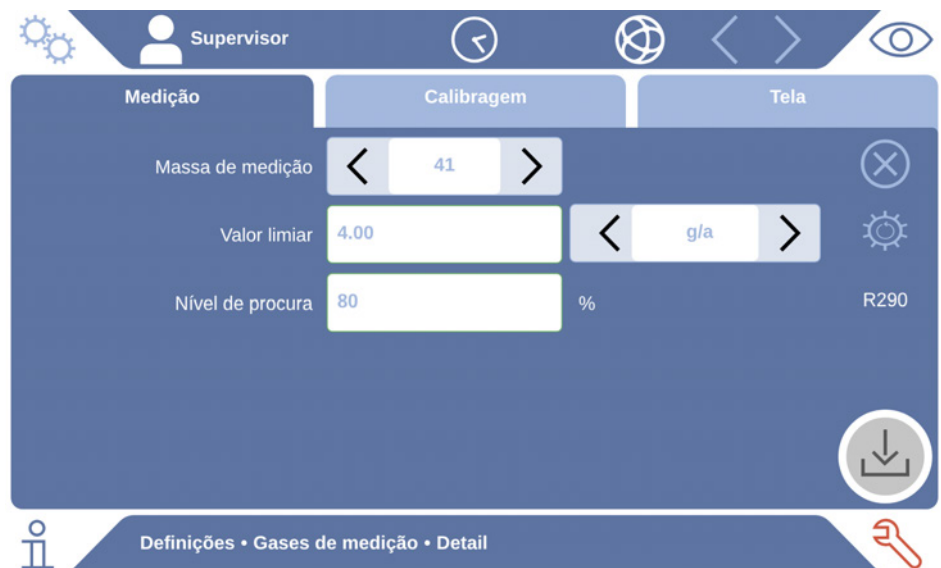 Supervisor
Medição
Calibragem
Tela
Massa de medição
41
Valor limiar
4.00
g/a
Nível de procura
80
%
R290
Definições • Gases de medição • Detail